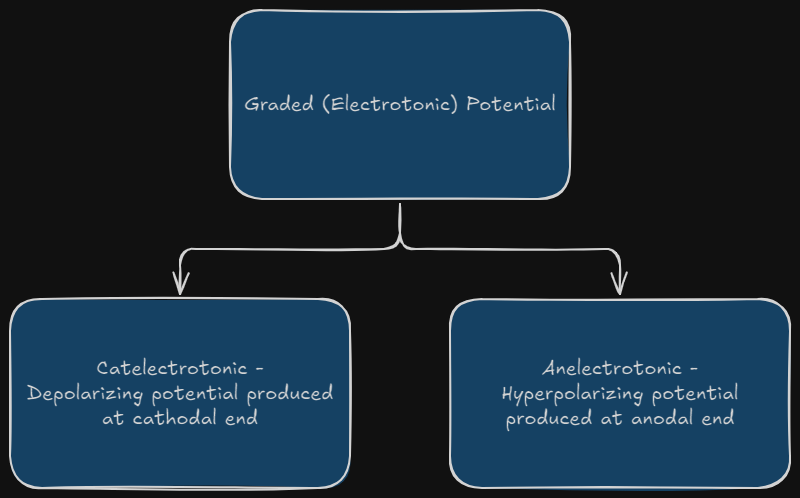 Graded (Electrotonic) Potential
Catelectrotonic -
Depolarizing potential produced
at cathodal end
Anelectrotonic -
Hyperpolarizing potential
produced at anodal end